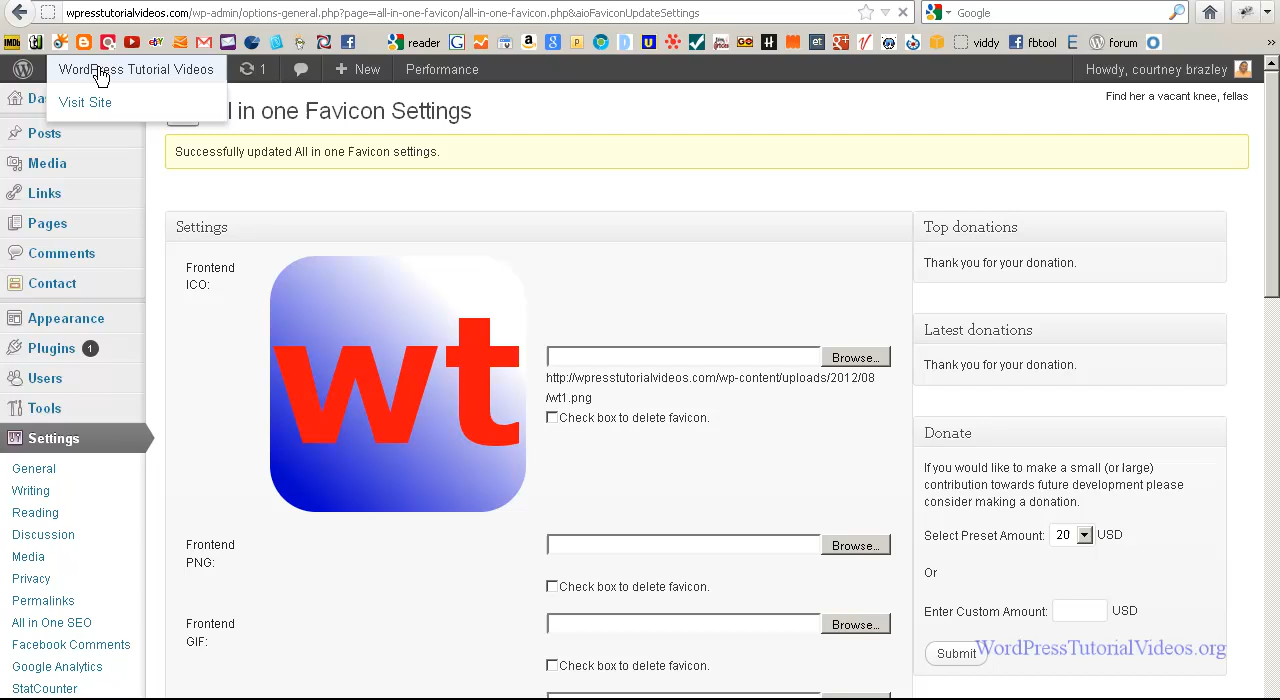 wpresstutorialvideos.com/wp-admin/options-general.php?page=all-in-one-favicon/all-in-one-favicon.php&aioFaviconUpdateSettings
Google
reader
viddy
fbtool
forum
WordPress Tutorial Videos
1
New
Performance
Howdy, courtney brazley
Visit Site
Find her a vacant knee, fellas
l in one Favicon Settings
Successfully updated All in one Favicon settings.
Da
Posts
Media
Links
Pages
Comments
Contact
Appearance
Plugins 1
Users
Tools
Settings
General
Writing
Reading
Discussion
Media
Privacy
Permalinks
All in One SEO
Facebook Comments
Google Analytics
StatCounter
Settings
Frontend
ICO:
wt
Browse...
http://wpresstutorialvideos.com/wp-content/uploads/2012/08
/wt1.png
Check box to delete favicon.
Frontend
PNG:
Browse...
Check box to delete favicon.
Frontend
GIF:
Browse...
Check box to delete favicon.
Top donations
Thank you for your donation.
Latest donations
Thank you for your donation.
Donate
If you would like to make a small (or large)
contribution towards future development please
consider making a donation.
Select Preset Amount: 20 USD
Or
Enter Custom Amount: USD
Submit
WordPressTutorialVideos.org